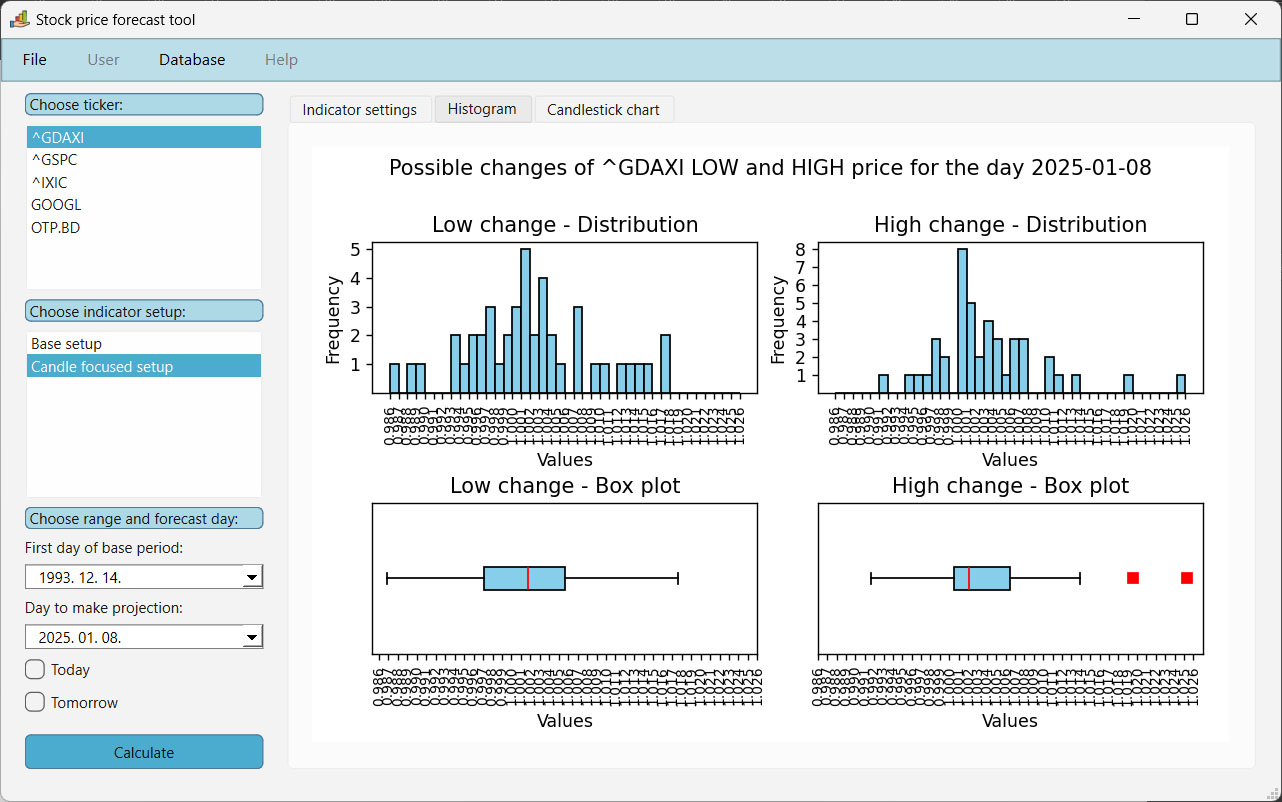 Stock price forecast tool
File User Database Help
Choose ticker:
^GDAXI
^GSPC
^IXIC
GOOGL
OTP.BD
Choose indicator setup:
Base setup
Candle focused setup
Choose range and forecast day:
First day of base period:
1993. 12. 14.
Day to make projection:
2025. 01. 08.
Today
Tomorrow
Calculate
Indicator settings Histogram Candlestick chart
Possible changes of ^GDAXI LOW and HIGH price for the day 2025-01-08
Low change - Distribution
Frequency
5
4
3
2
1
0.986 0.987 0.988 0.989 0.990 0.991 0.992 0.993 0.994 0.995 0.996 0.997 0.998 0.999 1.000 1.001 1.002 1.003 1.004 1.005 1.006 1.007 1.008 1.009 1.010 1.011 1.012 1.013 1.014 1.015 1.016 1.017 1.018 1.019 1.020 1.021 1.022 1.023 1.024 1.025 1.026
Values
High change - Distribution
Frequency
8
7
6
5
4
3
2
1
0.986 0.987 0.988 0.989 0.990 0.991 0.992 0.993 0.994 0.995 0.996 0.997 0.998 0.999 1.000 1.001 1.002 1.003 1.004 1.005 1.006 1.007 1.008 1.009 1.010 1.011 1.012 1.013 1.014 1.015 1.016 1.017 1.018 1.019 1.020 1.021 1.022 1.023 1.024 1.025 1.026
Values
Low change - Box plot
0.986 0.987 0.988 0.989 0.990 0.991 0.992 0.993 0.994 0.995 0.996 0.997 0.998 0.999 1.000 1.001 1.002 1.003 1.004 1.005 1.006 1.007 1.008 1.009 1.010 1.011 1.012 1.013 1.014 1.015 1.016 1.017 1.018 1.019 1.020 1.021 1.022 1.023 1.024 1.025 1.026
Values
High change - Box plot
0.986 0.987 0.988 0.989 0.990 0.991 0.992 0.993 0.994 0.995 0.996 0.997 0.998 0.999 1.000 1.001 1.002 1.003 1.004 1.005 1.006 1.007 1.008 1.009 1.010 1.011 1.012 1.013 1.014 1.015 1.016 1.017 1.018 1.019 1.020 1.021 1.022 1.023 1.024 1.025 1.026
Values